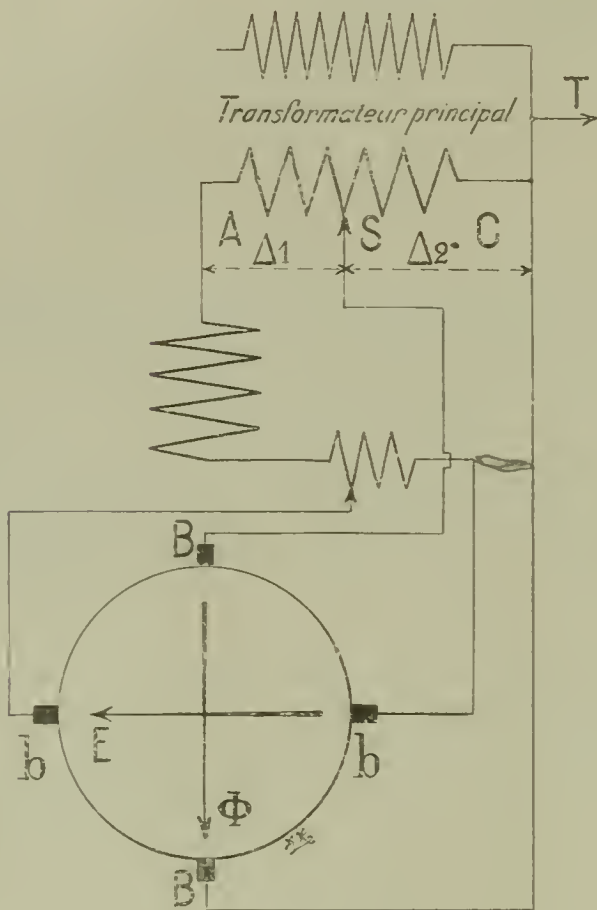 T
Transformateur principal
A S C
Δ1 Δ2
B
b E b
Φ
B